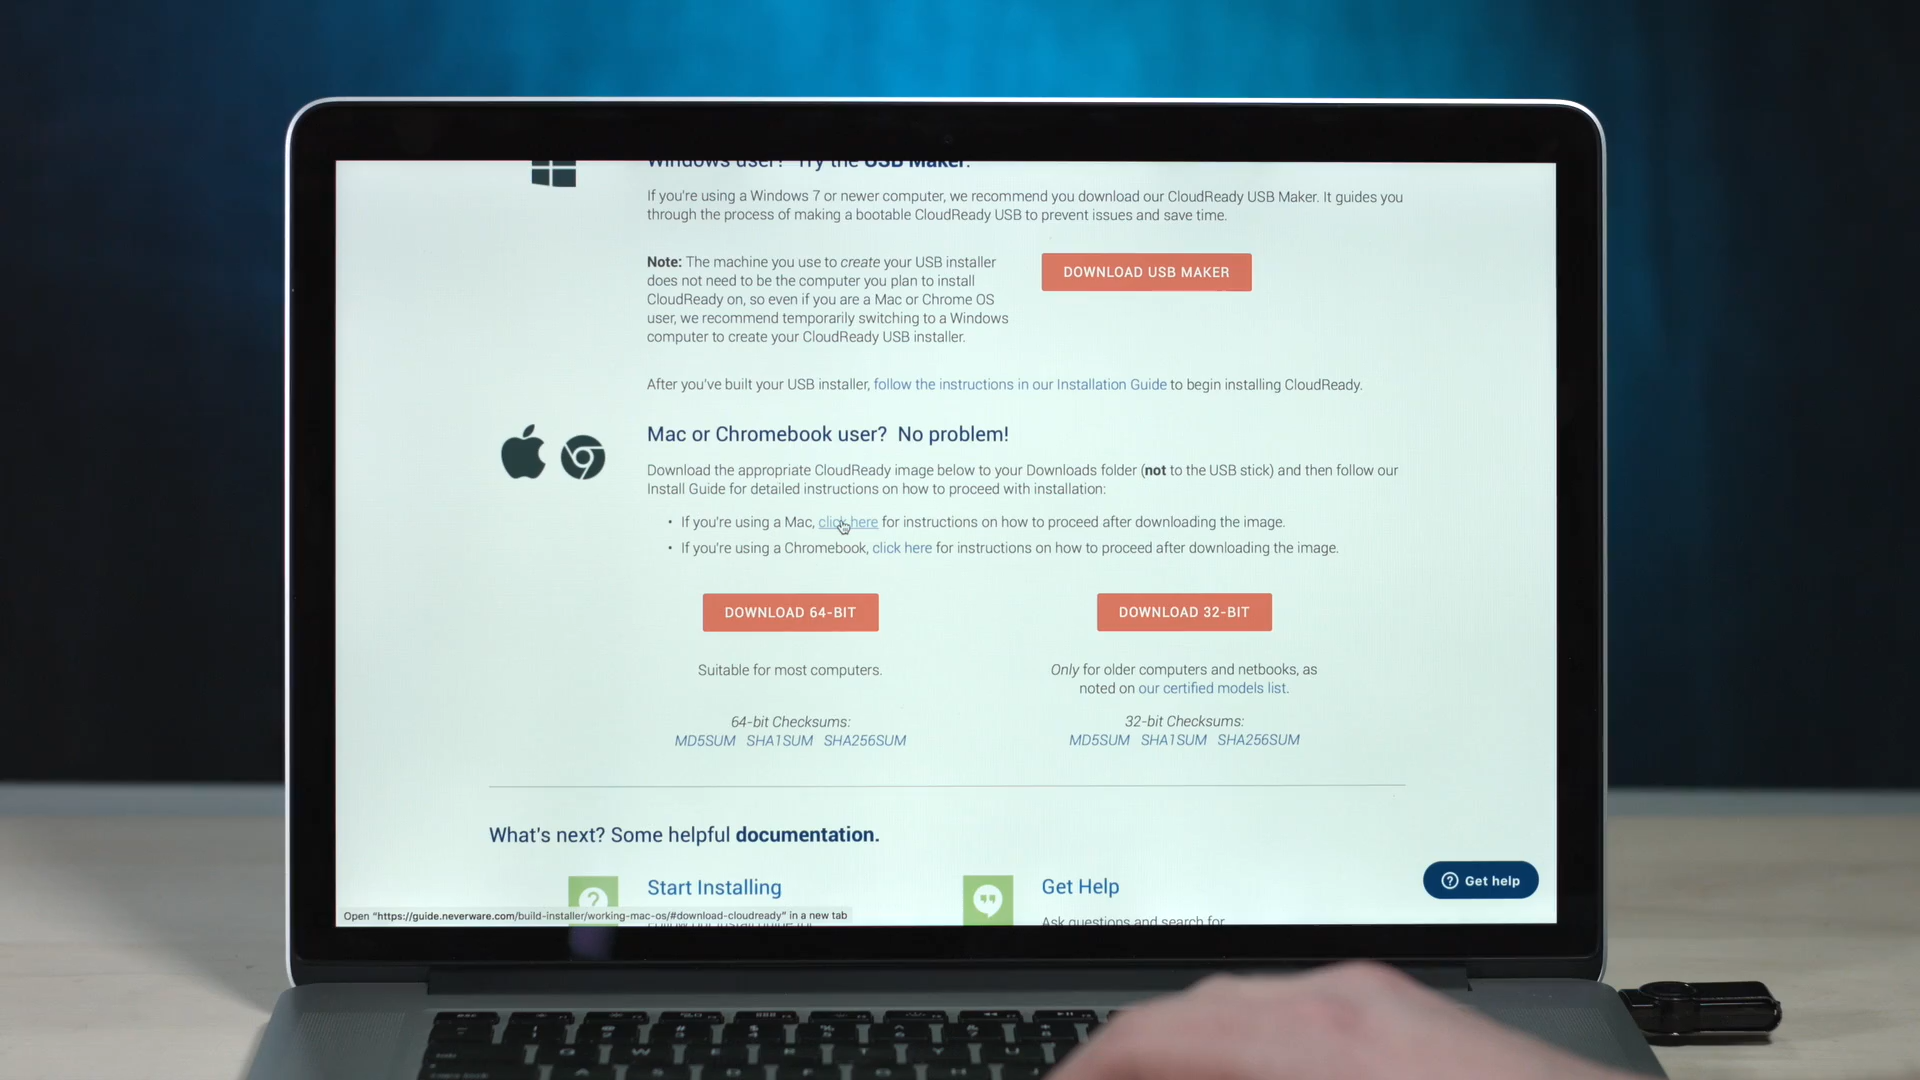 Windows user? Try the USB Maker.
If you're using a Windows 7 or newer computer, we recommend you download our CloudReady USB Maker. It guides you
through the process of making a bootable CloudReady USB to prevent issues and save time.
Note: The machine you use to create your USB installer
does not need to be the computer you plan to install
CloudReady on, so even if you are a Mac or Chrome OS
user, we recommend temporarily switching to a Windows
computer to create your CloudReady USB installer.
DOWNLOAD USB MAKER
After you've built your USB installer, follow the instructions in our Installation Guide to begin installing CloudReady.
Mac or Chromebook user? No problem!
Download the appropriate CloudReady image below to your Downloads folder (not to the USB stick) and then follow our
Install Guide for detailed instructions on how to proceed with installation:
• If you're using a Mac, click here for instructions on how to proceed after downloading the image.
• If you're using a Chromebook, click here for instructions on how to proceed after downloading the image.
DOWNLOAD 64-BIT
Suitable for most computers.
64-bit Checksums:
MD5SUM SHA1SUM SHA256SUM
DOWNLOAD 32-BIT
Only for older computers and netbooks, as
noted on our certified models list.
32-bit Checksums:
MD5SUM SHA1SUM SHA256SUM
What's next? Some helpful documentation.
Start Installing
Get Help
Ask questions and search for
Get help
Open "https://guide.neverware.com/build-installer/working-mac-os/#download-cloudready" in a new tab